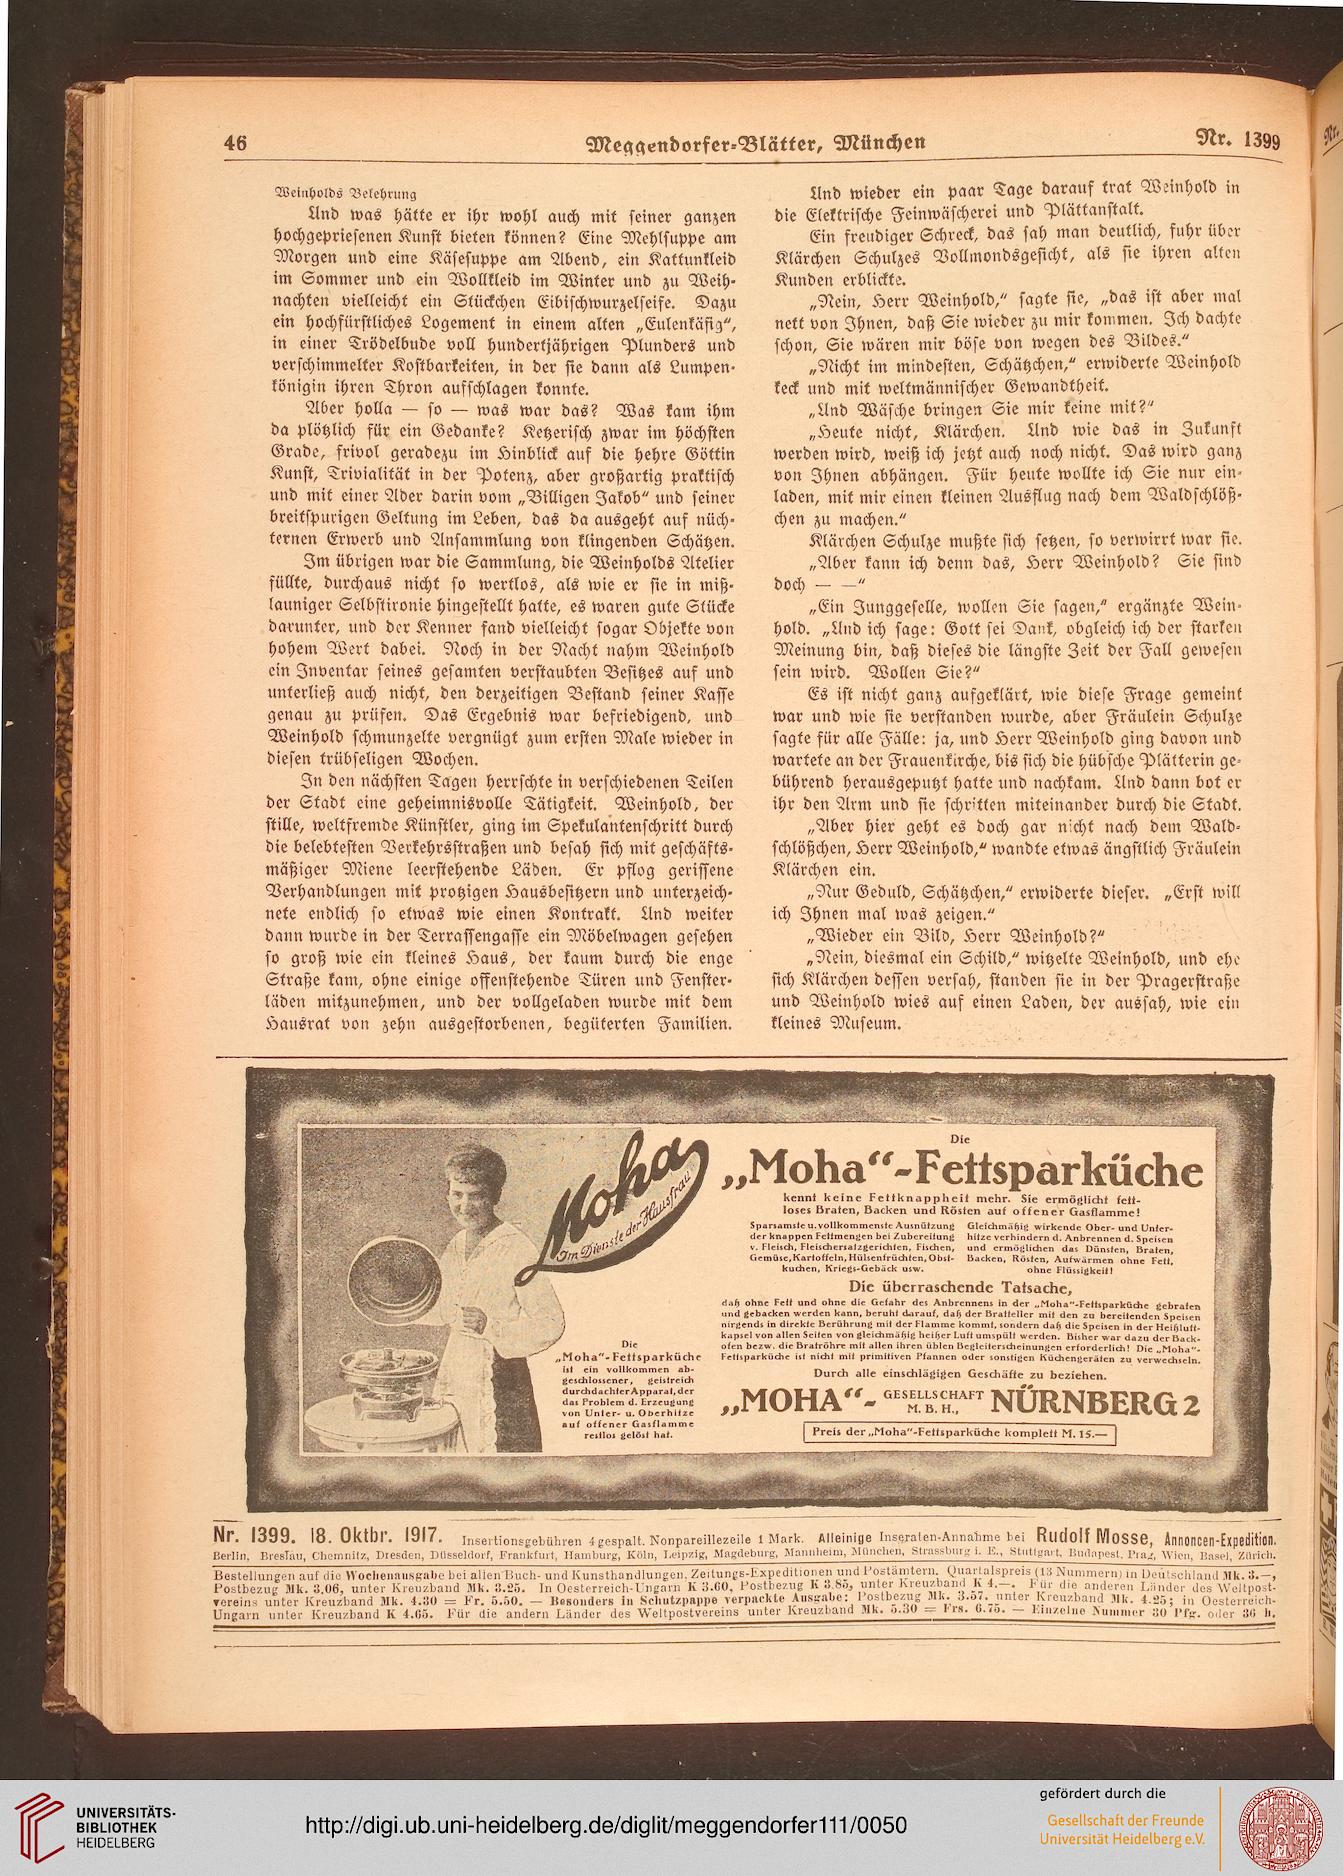 46
Meggendorfer-Blätter, München
Nr. 1399
Weinholds Belehrung
Und was hätte er ihr wohl auch mit seiner ganzen
hochgepriesenen Kunst bieten können? Eine Mehlsuppe am
Morgen und eine Käsesuppe am Abend, ein Kattunkleid
im Sommer und ein Wollkleid im Winter und zu Weih-
nachten vielleicht ein Stückchen Eibischwurzelseife. Dazu
ein hochfürstliches Logement in einem alten „Eulenkäfig“,
in einer Trödelbude voll hundertjährigen Plunders und
verschimmelter Kostbarkeiten, in der sie dann als Lumpen-
königin ihren Thron aufschlagen konnte.
Aber holla — so — was war das? Was kam ihm
da plötzlich für ein Gedanke? Ketzerisch zwar im höchsten
Grade, frivol geradezu im Hinblick auf die hehre Göttin
Kunst, Trivialität in der Potenz, aber großartig praktisch
und mit einer Ader darin vom „Billigen Jakob“ und seiner
breitspurigen Geltung im Leben, das da ausgeht auf nüch-
ternen Erwerb und Ansammlung von klingenden Schätzen.
Im übrigen war die Sammlung, die Weinholds Atelier
füllte, durchaus nicht so wertlos, als wie er sie in miß-
launiger Selbstironie hingestellt hatte, es waren gute Stücke
darunter, und der Kenner fand vielleicht sogar Objekte von
hohem Wert dabei. Noch in der Nacht nahm Weinhold
ein Inventar seines gesamten verstaubten Besitzes auf und
unterließ auch nicht, den derzeitigen Bestand seiner Kasse
genau zu prüfen. Das Ergebnis war befriedigend, und
Weinhold schmunzelte vergnügt zum ersten Male wieder in
diesen trübseligen Wochen.
In den nächsten Tagen herrschte in verschiedenen Teilen
der Stadt eine geheimnisvolle Tätigkeit. Weinhold, der
stille, weltfremde Künstler, ging im Spekulantenschritt durch
die belebtesten Verkehrsstraßen und besah sich mit geschäfts-
mäßiger Miene leerstehende Läden. Er pflog gerissene
Verhandlungen mit protzigen Hausbesitzern und unterzeich-
nete endlich so etwas wie einen Kontrakt. Und weiter
dann wurde in der Terrassengasse ein Möbelwagen gesehen
so groß wie ein kleines Haus, der kaum durch die enge
Straße kam, ohne einige offenstehende Türen und Fenster-
läden mitzunehmen, und der vollgeladen wurde mit dem
Hausrat von zehn ausgestorbenen, begüterten Familien.
Und wieder ein paar Tage darauf trat Weinhold in
die Elektrische Feinwäscherei und Plättanstalt.
Ein freudiger Schreck, das sah man deutlich, fuhr über
Klärchen Schulzes Vollmondsgesicht, als sie ihren alten
Kunden erblickte.
„Nein, Herr Weinhold,“ sagte sie, „das ist aber mal
nett von Ihnen, daß Sie wieder zu mir kommen. Ich dachte
schon, Sie wären mir böse von wegen des Bildes.“
„Nicht im mindesten, Schätzchen,“ erwiderte Weinhold
keck und mit weltmännischer Gewandtheit.
„Und Wäsche bringen Sie mir keine mit?“
„Heute nicht, Klärchen. Und wie das in Zukunft
werden wird, weiß ich jetzt auch noch nicht. Das wird ganz
von Ihnen abhängen. Für heute wollte ich Sie nur ein-
laden, mit mir einen kleinen Ausflug nach dem Waldschlöß-
chen zu machen.“
Klärchen Schulze mußte sich setzen, so verwirrt war sie.
„Aber kann ich denn das, Herr Weinhold? Sie sind
doch — —“
„Ein Junggeselle, wollen Sie sagen,“ ergänzte Wein-
hold. „Und ich sage: Gott sei Dank, obgleich ich der starken
Meinung bin, daß dieses die längste Zeit der Fall gewesen
sein wird. Wollen Sie?“
Es ist nicht ganz aufgeklärt, wie diese Frage gemeint
war und wie sie verstanden wurde, aber Fräulein Schulze
sagte für alle Fälle: ja, und Herr Weinhold ging davon und
wartete an der Frauenkirche, bis sich die hübsche Plätterin ge-
bührend herausgeputzt hatte und nachkam. Und dann bot er
ihr den Arm und sie schritten miteinander durch die Stadt.
„Aber hier geht es doch gar nicht nach dem Wald-
schlößchen, Herr Weinhold,“ wandte etwas ängstlich Fräulein
Klärchen ein.
„Nur Geduld, Schätzchen,“ erwiderte dieser. „Erst will
ich Ihnen mal was zeigen.“
„Wieder ein Bild, Herr Weinhold?“
„Nein, diesmal ein Schild,“ witzelte Weinhold, und ehe
sich Klärchen dessen versah, standen sie in der Pragerstraße
und Weinhold wies auf einen Laden, der aussah, wie ein
kleines Museum.
Moha
Im Dienste der Hausfrau
Die
„Moha“-Fettsparküche
ist ein vollkommen ab-
geschlossener, geistreich
durchdachter Apparat, der
das Problem d. Erzeugung
von Unter- u. Oberhitze
auf offener Gasflamme
restlos gelöst hat.
Die
„Moha“-Fettsparküche
kennt keine Fettknappheit mehr. Sie ermöglicht fett-
loses Braten, Backen und Rösten auf offener Gasflamme!
Sparsamste u. vollkommenste Ausnützung
der knappen Fettmengen bei Zubereitung
v. Fleisch, Fleischersatzgerichten, Fischen,
Gemüse, Kartoffeln, Hülsenfrüchten, Obst-
kuchen, Kriegs-Gebäck usw.
Gleichmäßig wirkende Ober- und Unter-
hitze verhindern d. Anbrennen d. Speisen
und ermöglichen das Dünsten, Braten,
Backen, Rösten, Aufwärmen ohne Fett,
ohne Flüssigkeit!
Die überraschende Tatsache,
daß ohne Fett und ohne die Gefahr des Anbrennens in der „Moha“-Fettsparküche gebraten
und gebacken werden kann, beruht darauf, daß der Bratteller mit den zu bereitenden Speisen
nirgends in direkte Berührung mit der Flamme kommt, sondern daß die Speisen in der Heißluft-
kapsel von allen Seiten von gleichmäßig heißer Luft umspült werden. Bisher war dazu der Back-
ofen bezw. die Bratröhre mit allen ihren üblen Begleiterscheinungen erforderlich! Die „Moha“-
Fettsparküche ist nicht mit primitiven Pfannen oder sonstigen Küchengeräten zu verwechseln.
Durch alle einschlägigen Geschäfte zu beziehen.
„MOHA“- GESELLSCHAFT M. B. H., NÜRNBERG 2
Preis der „Moha“-Fettsparküche komplett M. 15.—
Nr. 1399. 18. Oktbr. 1917. Insertionsgebühren 4 gespalt. Nonpareillezeile 1 Mark. Alleinige Inseraten-Annahme bei Rudolf Mosse, Annoncen-Expedition.
Berlin, Breslau, Chemnitz, Dresden, Düsseldorf, Frankfurt, Hamburg, Köln, Leipzig, Magdeburg, Mannheim, München, Strassburg i. E., Stuttgart, Budapest, Prag, Wien, Basel, Zürich.
Bestellungen auf die Wochenausgabe bei allen Buch- und Kunsthandlungen, Zeitungs-Expeditionen und Postämtern. Quartalspreis (13 Nummern) in Deutschland Mk. 3.—,
Postbezug Mk. 3.06, unter Kreuzband Mk. 3.25. In Oesterreich-Ungarn K 3.60, Postbezug K 3.85, unter Kreuzband K 4.—. Für die anderen Länder des Weltpost-
vereins unter Kreuzband Mk. 4.30 = Fr. 5.50. — Besonders in Schutzpappe verpackte Ausgabe: Postbezug Mk. 3.57, unter Kreuzband Mk. 4.25; in Oesterreich-
Ungarn unter Kreuzband K 4.65. Für die andern Länder des Weltpostvereins unter Kreuzband Mk. 5.30 = Frs. 6.75. — Einzelne Nummer 30 Pfg. oder 36 h.
UNIVERSITÄTS-
BIBLIOTHEK
HEIDELBERG
http://digi.ub.uni-heidelberg.de/diglit/meggendorfer111/0050
gefördert durch die
Gesellschaft der Freunde
Universität Heidelberg e.V.